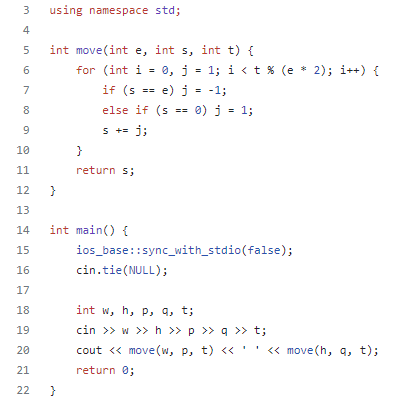 3 using namespace std;
4
5 int move(int e, int s, int t) {
6     for (int i = 0, j = 1; i < t % (e * 2); i++) {
7         if (s == e) j = -1;
8         else if (s == 0) j = 1;
9         s += j;
10     }
11     return s;
12 }
13
14 int main() {
15     ios_base::sync_with_stdio(false);
16     cin.tie(NULL);
17
18     int w, h, p, q, t;
19     cin >> w >> h >> p >> q >> t;
20     cout << move(w, p, t) << ' ' << move(h, q, t);
21     return 0;
22 }